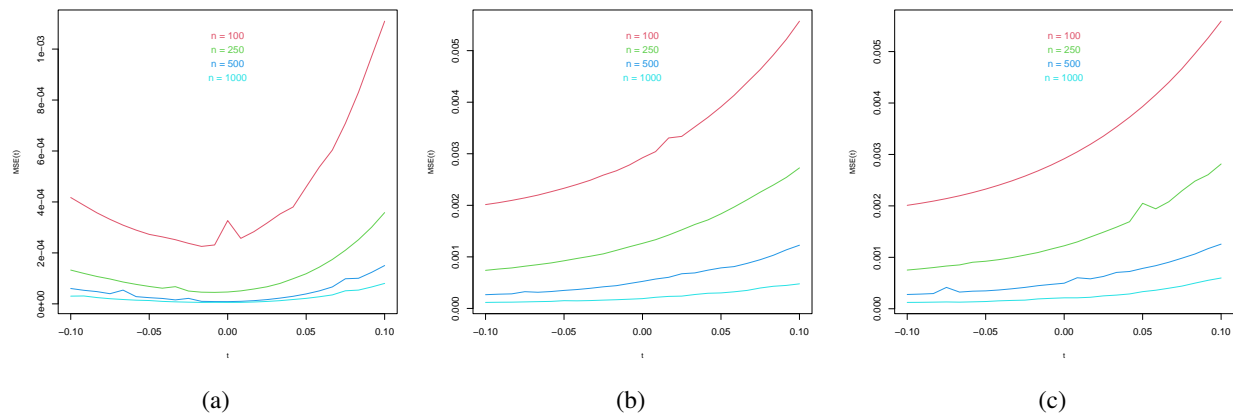 MSE(t)
1e-03
8e-04
6e-04
4e-04
2e-04
0e+00
n = 100
n = 250
n = 500
n = 1000
−0.10 −0.05 0.00 0.05 0.10
t
(a)
MSE(t)
0.005
0.004
0.003
0.002
0.001
0.000
n = 100
n = 250
n = 500
n = 1000
−0.10 −0.05 0.00 0.05 0.10
t
(b)
MSE(t)
0.005
0.004
0.003
0.002
0.001
0.000
n = 100
n = 250
n = 500
n = 1000
−0.10 −0.05 0.00 0.05 0.10
t
(c)